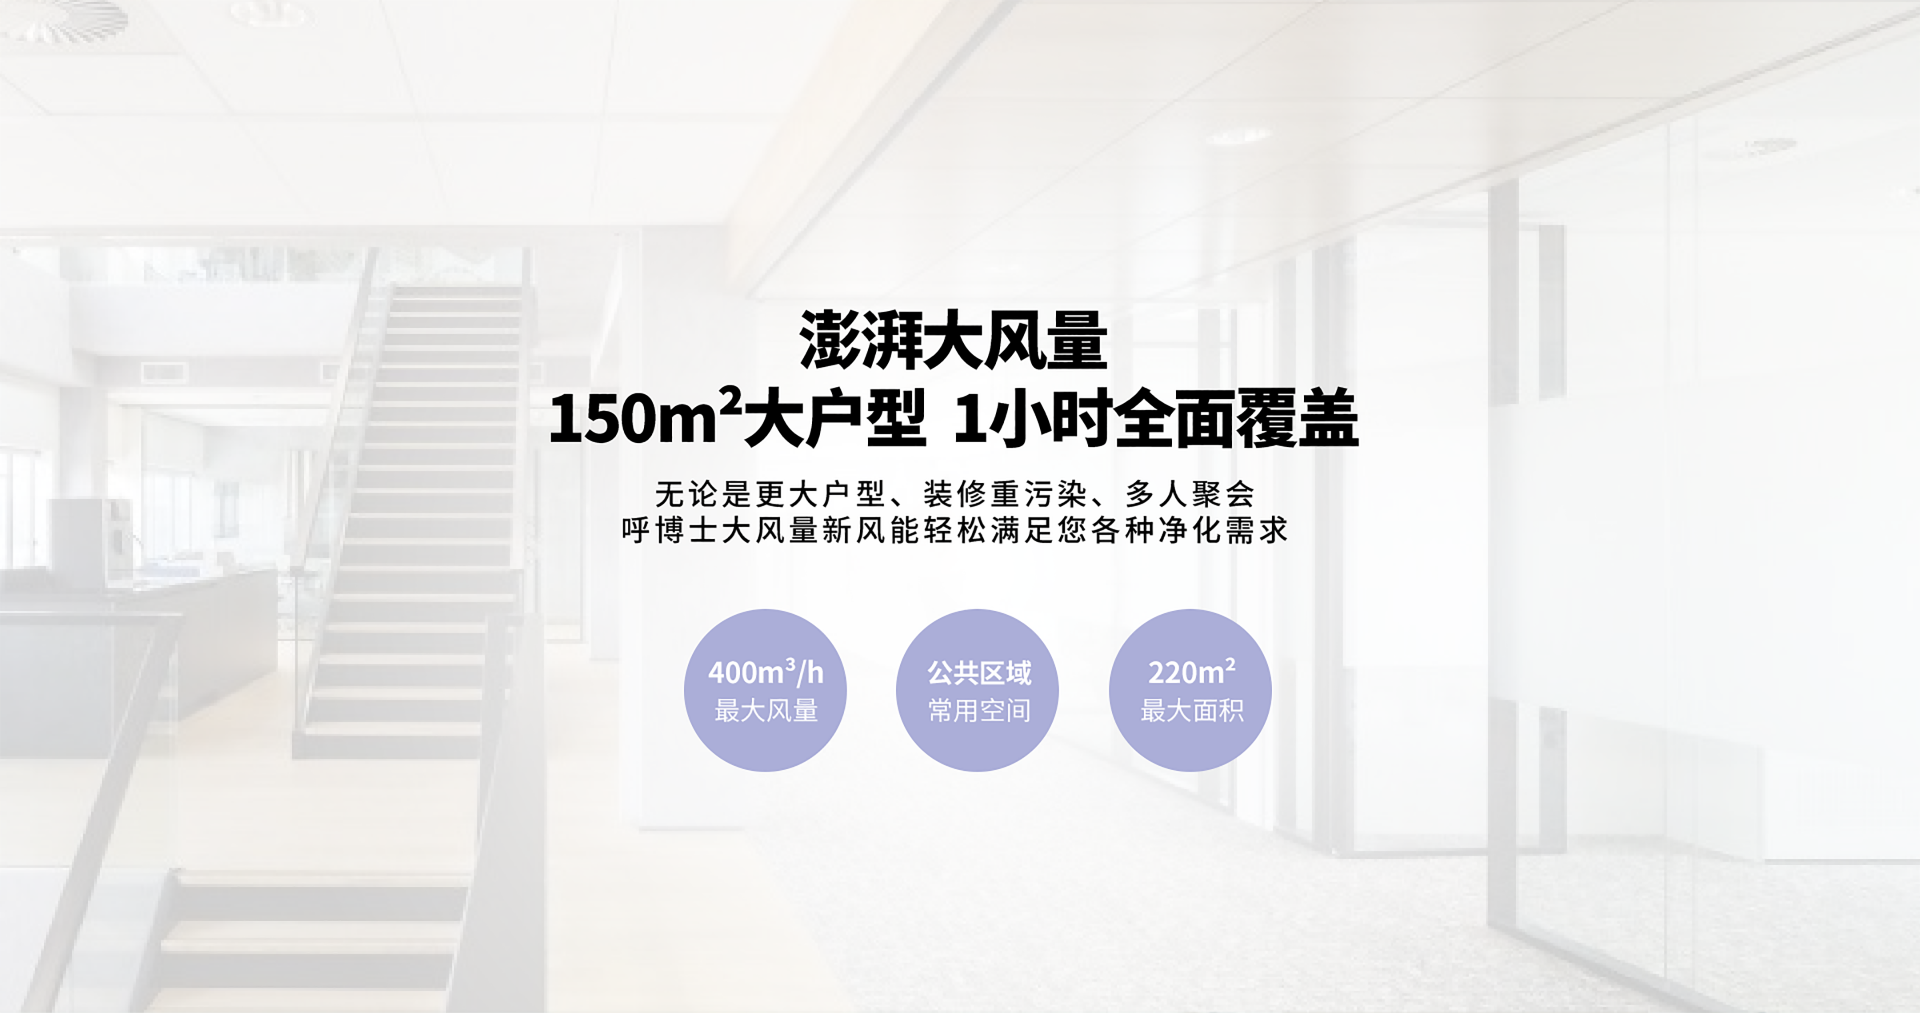 澎湃大风量
150m²大户型 1小时全面覆盖
无论是更大户型、装修重污染、多人聚会
呼博士大风量新风能轻松满足您各种净化需求
400m³/h
最大风量
公共区域
常用空间
220m²
最大面积